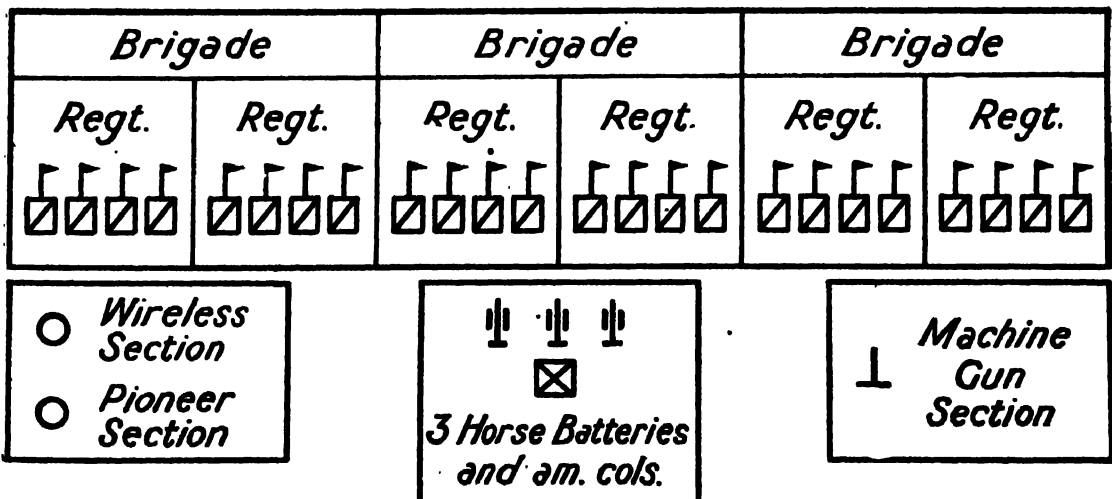 Brigade
Brigade
Brigade
Regt.
Regt.
Regt.
Regt.
Regt.
Regt.
Wireless
Section
Pioneer
Section
3 Horse Batteries
and am. cols.
Machine
Gun
Section